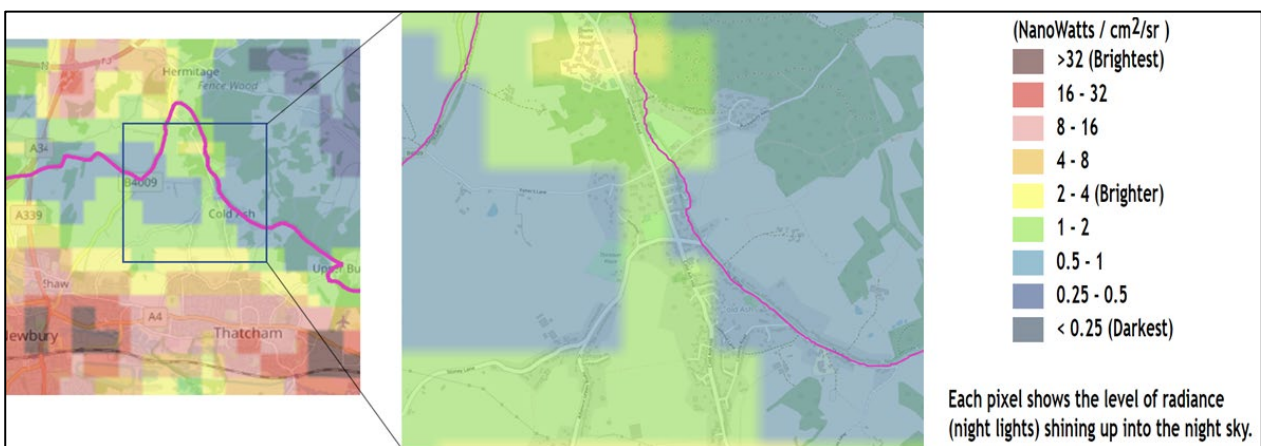 Hermitage
Fence Wood
A34
B4009
A339
Cold Ash
Upper Bu
Shaw
A4
Newbury
Thatcham
(NanoWatts / cm2/sr )
>32 (Brightest)
16 - 32
8 - 16
4 - 8
2 - 4 (Brighter)
1 - 2
0.5 - 1
0.25 - 0.5
< 0.25 (Darkest)
Each pixel shows the level of radiance
(night lights) shining up into the night sky.